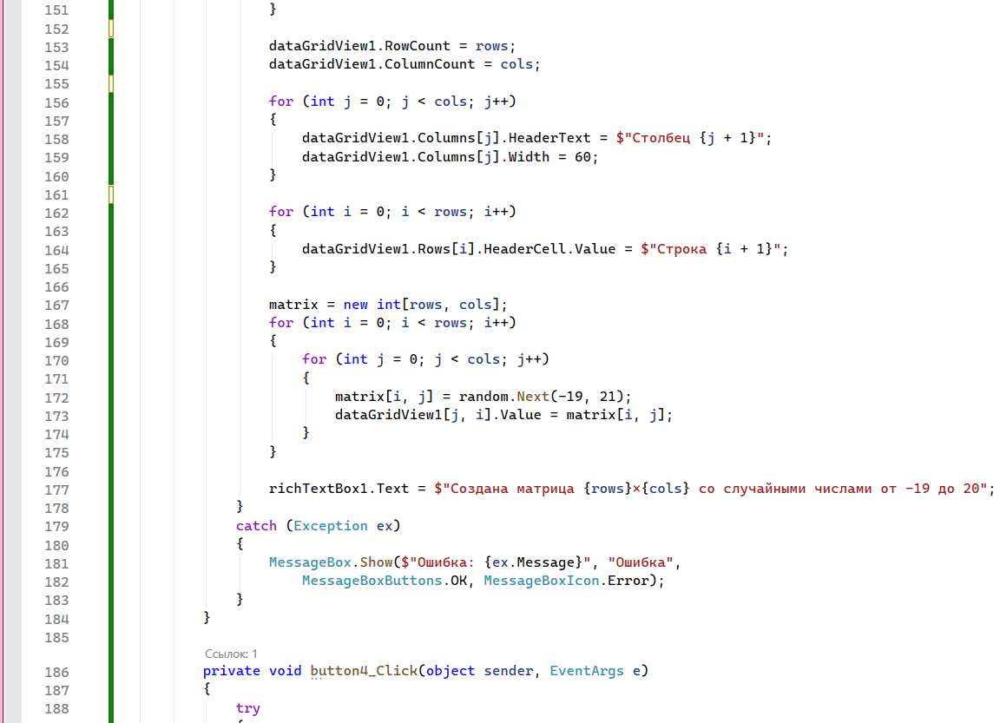 151 }
152
153 dataGridView1.RowCount = rows;
154 dataGridView1.ColumnCount = cols;
155
156 for (int j = 0; j < cols; j++)
157 {
158 dataGridView1.Columns[j].HeaderText = $"Столбец {j + 1}";
159 dataGridView1.Columns[j].Width = 60;
160 }
161
162 for (int i = 0; i < rows; i++)
163 {
164 dataGridView1.Rows[i].HeaderCell.Value = $"Строка {i + 1}";
165 }
166
167 matrix = new int[rows, cols];
168 for (int i = 0; i < rows; i++)
169 {
170 for (int j = 0; j < cols; j++)
171 {
172 matrix[i, j] = random.Next(-19, 21);
173 dataGridView1[j, i].Value = matrix[i, j];
174 }
175 }
176
177 richTextBox1.Text = $"Создана матрица {rows}×{cols} со случайными числами от -19 до 20";
178 }
179 catch (Exception ex)
180 {
181 MessageBox.Show($"Ошибка: {ex.Message}", "Ошибка",
182 MessageBoxButtons.OK, MessageBoxIcon.Error);
183 }
184 }
185
Ссылок: 1
186 private void button4_Click(object sender, EventArgs e)
187 {
188 try
{